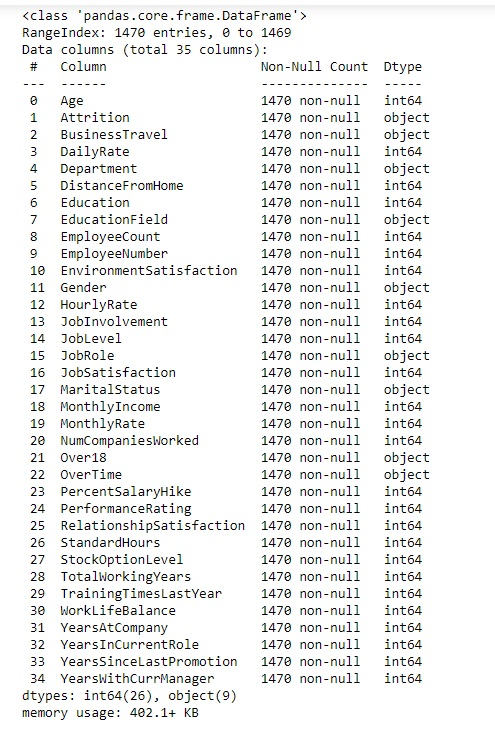 <class 'pandas.core.frame.DataFrame'>
RangeIndex: 1470 entries, 0 to 1469
Data columns (total 35 columns):
 #   Column                    Non-Null Count  Dtype
---  ------                    --------------  -----
 0   Age                       1470 non-null   int64
 1   Attrition                 1470 non-null   object
 2   BusinessTravel            1470 non-null   object
 3   DailyRate                 1470 non-null   int64
 4   Department                1470 non-null   object
 5   DistanceFromHome          1470 non-null   int64
 6   Education                 1470 non-null   int64
 7   EducationField            1470 non-null   object
 8   EmployeeCount             1470 non-null   int64
 9   EmployeeNumber            1470 non-null   int64
 10  EnvironmentSatisfaction   1470 non-null   int64
 11  Gender                    1470 non-null   object
 12  HourlyRate                1470 non-null   int64
 13  JobInvolvement            1470 non-null   int64
 14  JobLevel                  1470 non-null   int64
 15  JobRole                   1470 non-null   object
 16  JobSatisfaction           1470 non-null   int64
 17  MaritalStatus             1470 non-null   object
 18  MonthlyIncome             1470 non-null   int64
 19  MonthlyRate               1470 non-null   int64
 20  NumCompaniesWorked        1470 non-null   int64
 21  Over18                    1470 non-null   object
 22  OverTime                  1470 non-null   object
 23  PercentSalaryHike         1470 non-null   int64
 24  PerformanceRating         1470 non-null   int64
 25  RelationshipSatisfaction  1470 non-null   int64
 26  StandardHours             1470 non-null   int64
 27  StockOptionLevel          1470 non-null   int64
 28  TotalWorkingYears         1470 non-null   int64
 29  TrainingTimesLastYear     1470 non-null   int64
 30  WorkLifeBalance           1470 non-null   int64
 31  YearsAtCompany            1470 non-null   int64
 32  YearsInCurrentRole        1470 non-null   int64
 33  YearsSinceLastPromotion   1470 non-null   int64
 34  YearsWithCurrManager      1470 non-null   int64
dtypes: int64(26), object(9)
memory usage: 402.1+ KB